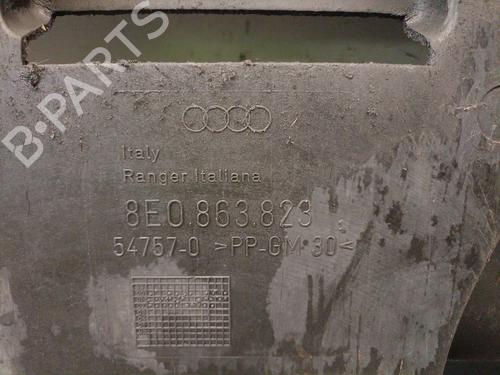 B-PARTS
Italy
Ranger Italiana
8E0.863.823
54757-0 >PP-GM 30<